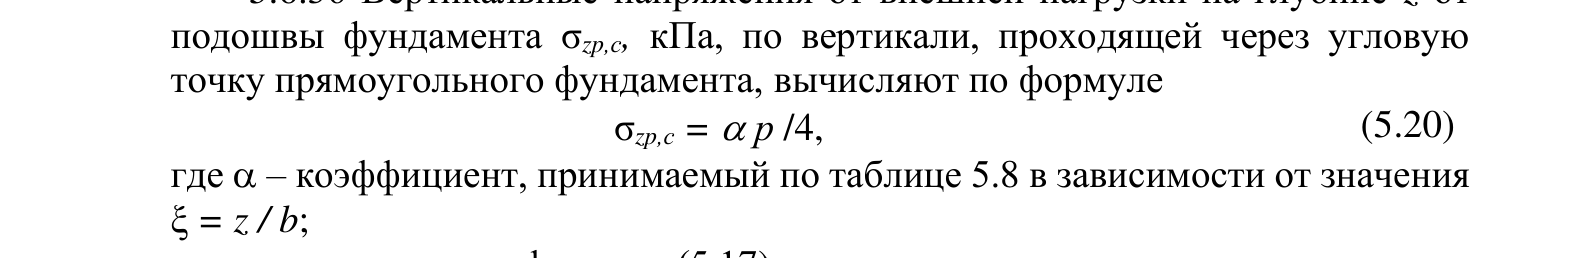 подошвы фундамента σzp,c, кПа, по вертикали, проходящей через угловую
точку прямоугольного фундамента, вычисляют по формуле
σzp,c = α p /4, (5.20)
где α – коэффициент, принимаемый по таблице 5.8 в зависимости от значения
ξ = z / b;